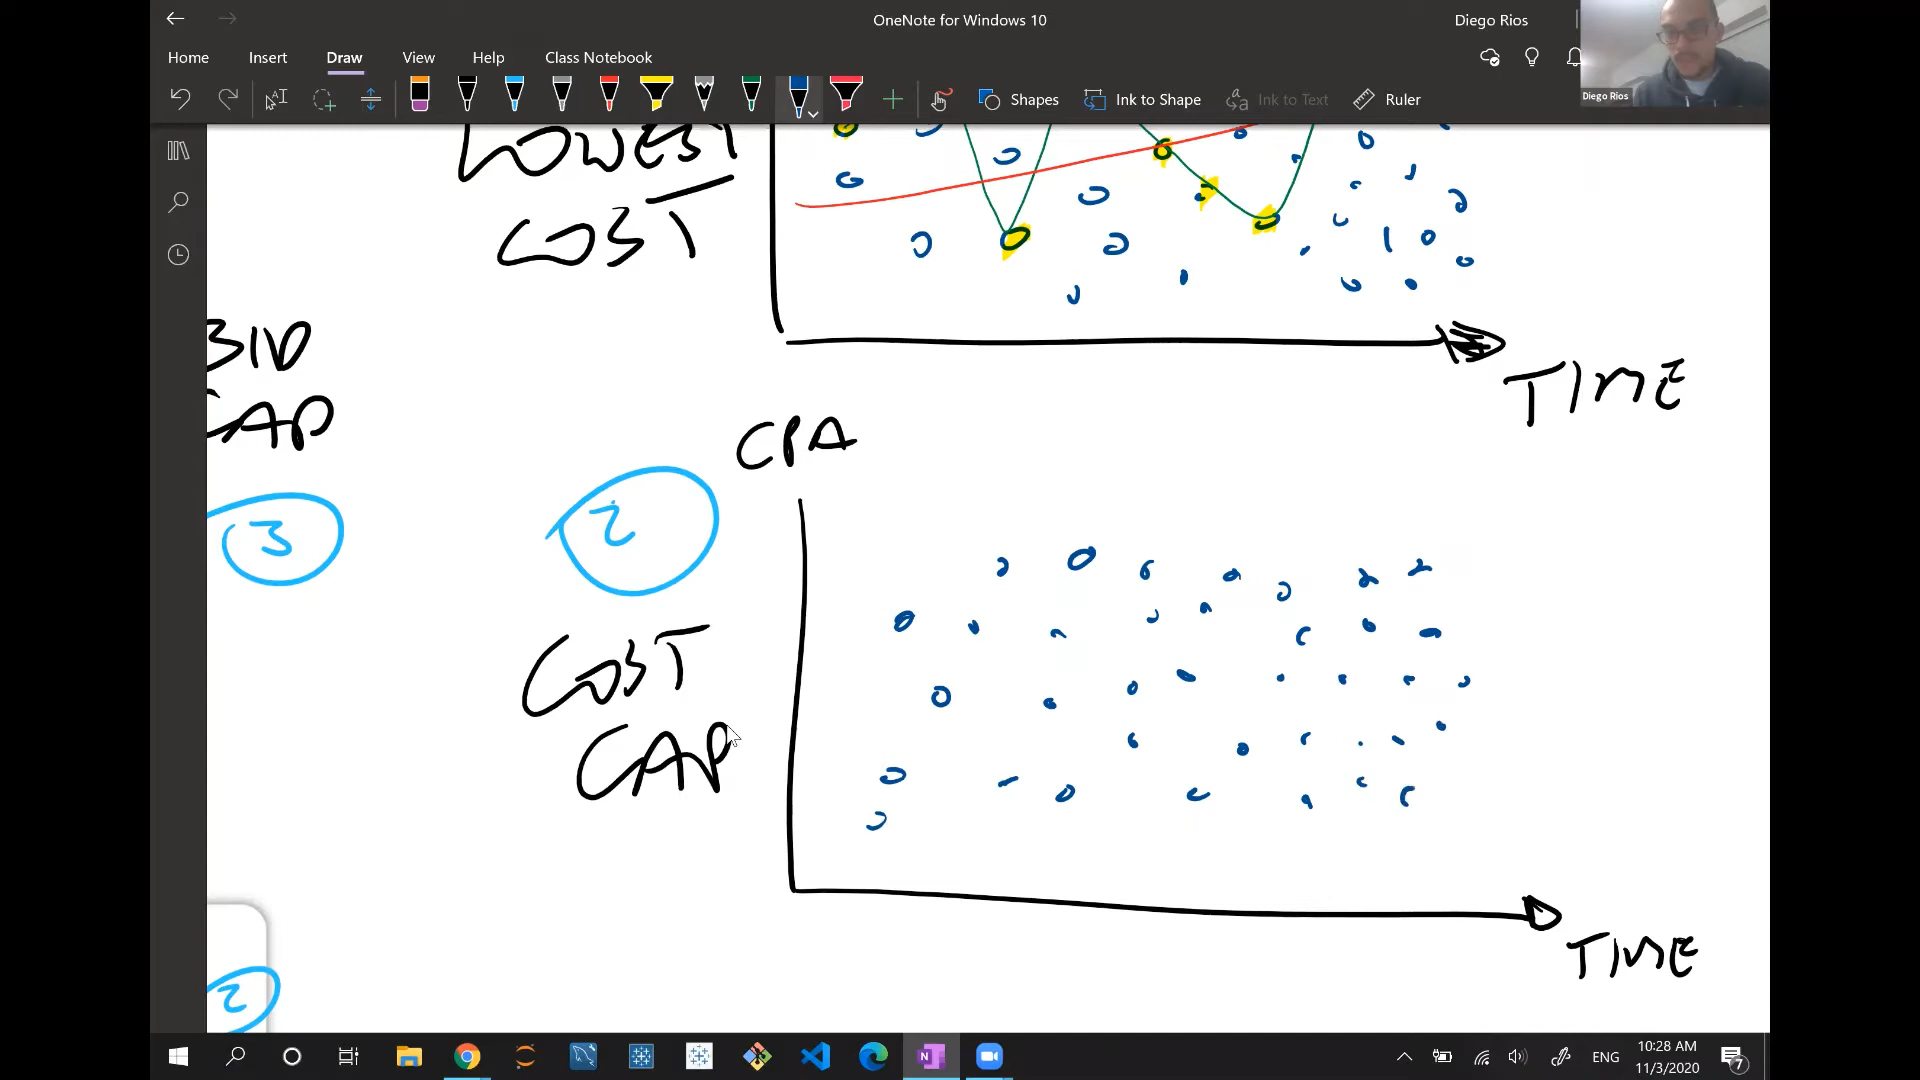 OneNote for Windows 10
Diego Rios
Home
Insert
Draw
View
Help
Class Notebook
Shapes
Ink to Shape
Ink to Text
Ruler
Diego Rios
LOWEST
COST
BID
CAP
TIME
CPA
3
2
COST
CAP
TIME
2
ENG
10:28 AM
11/3/2020
7